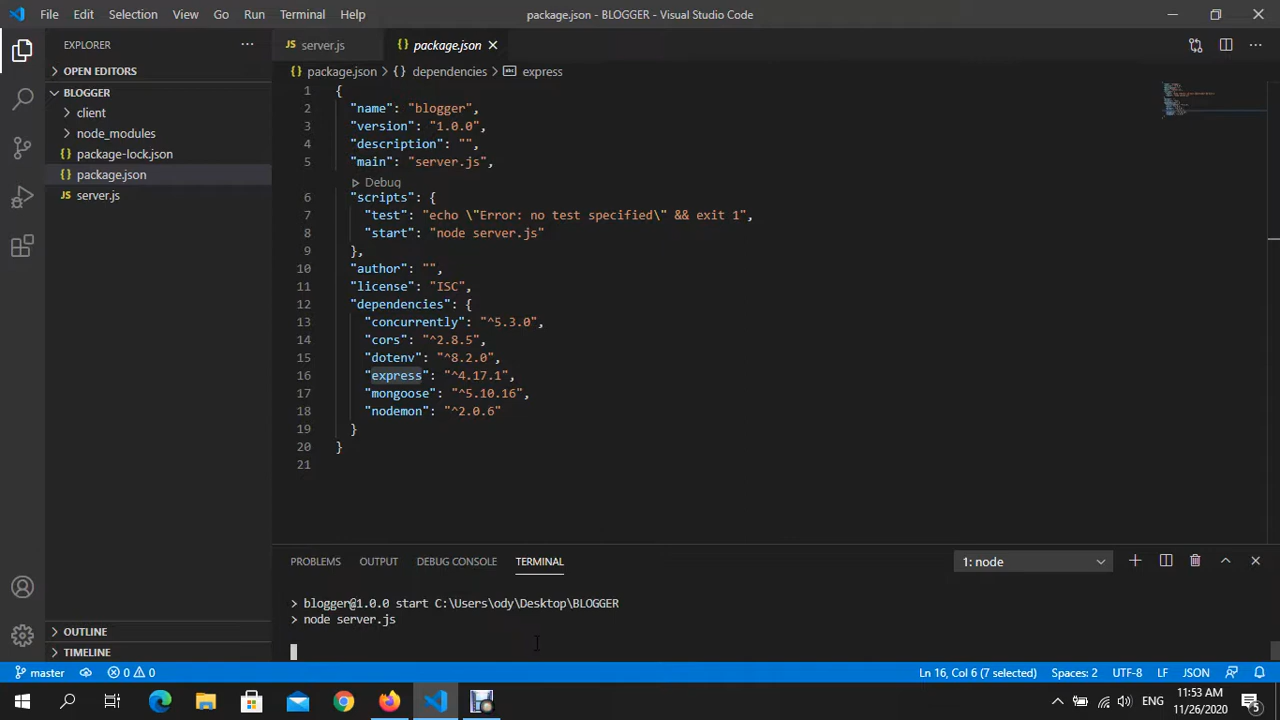 File Edit Selection View Go Run Terminal Help package.json - BLOGGER - Visual Studio Code
EXPLORER
OPEN EDITORS
BLOGGER
client
node_modules
package-lock.json
{} package.json
JS server.js
OUTLINE
TIMELINE
JS server.js {} package.json
{} package.json > {} dependencies > abc express
1 {
2 "name": "blogger",
3 "version": "1.0.0",
4 "description": "",
5 "main": "server.js",
Debug
6 "scripts": {
7 "test": "echo \"Error: no test specified\" && exit 1",
8 "start": "node server.js"
9 },
10 "author": "",
11 "license": "ISC",
12 "dependencies": {
13 "concurrently": "^5.3.0",
14 "cors": "^2.8.5",
15 "dotenv": "^8.2.0",
16 "express": "^4.17.1",
17 "mongoose": "^5.10.16",
18 "nodemon": "^2.0.6"
19 }
20 }
21
PROBLEMS OUTPUT DEBUG CONSOLE TERMINAL 1: node
> blogger@1.0.0 start C:\Users\ody\Desktop\BLOGGER
> node server.js
master 0 0 Ln 16, Col 6 (7 selected) Spaces: 2 UTF-8 LF JSON
ENG 11:53 AM
11/26/2020 5